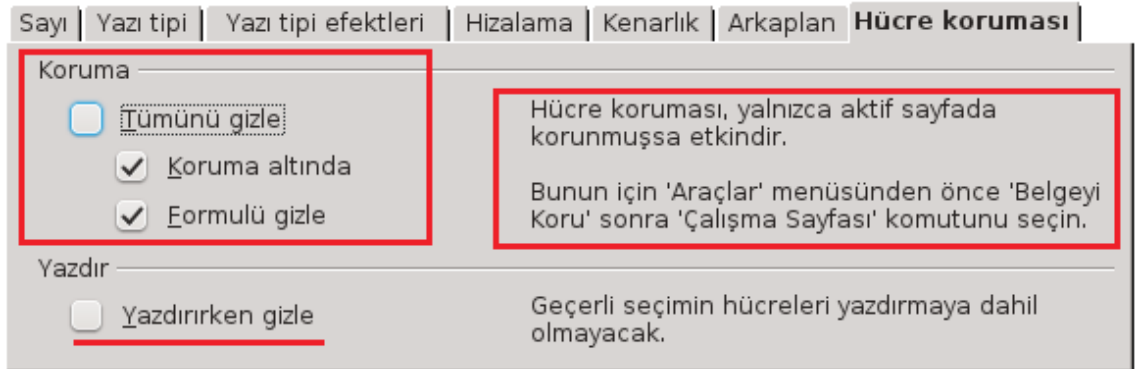 Sayı Yazı tipi Yazı tipi efektleri Hizalama Kenarlık Arkaplan Hücre koruması
Koruma
Tümünü gizle
Koruma altında
Formulü gizle
Hücre koruması, yalnızca aktif sayfada
korunmuşsa etkindir.
Bunun için 'Araçlar' menüsünden önce 'Belgeyi
Koru' sonra 'Çalışma Sayfası' komutunu seçin.
Yazdır
Yazdırırken gizle
Geçerli seçimin hücreleri yazdırmaya dahil
olmayacak.